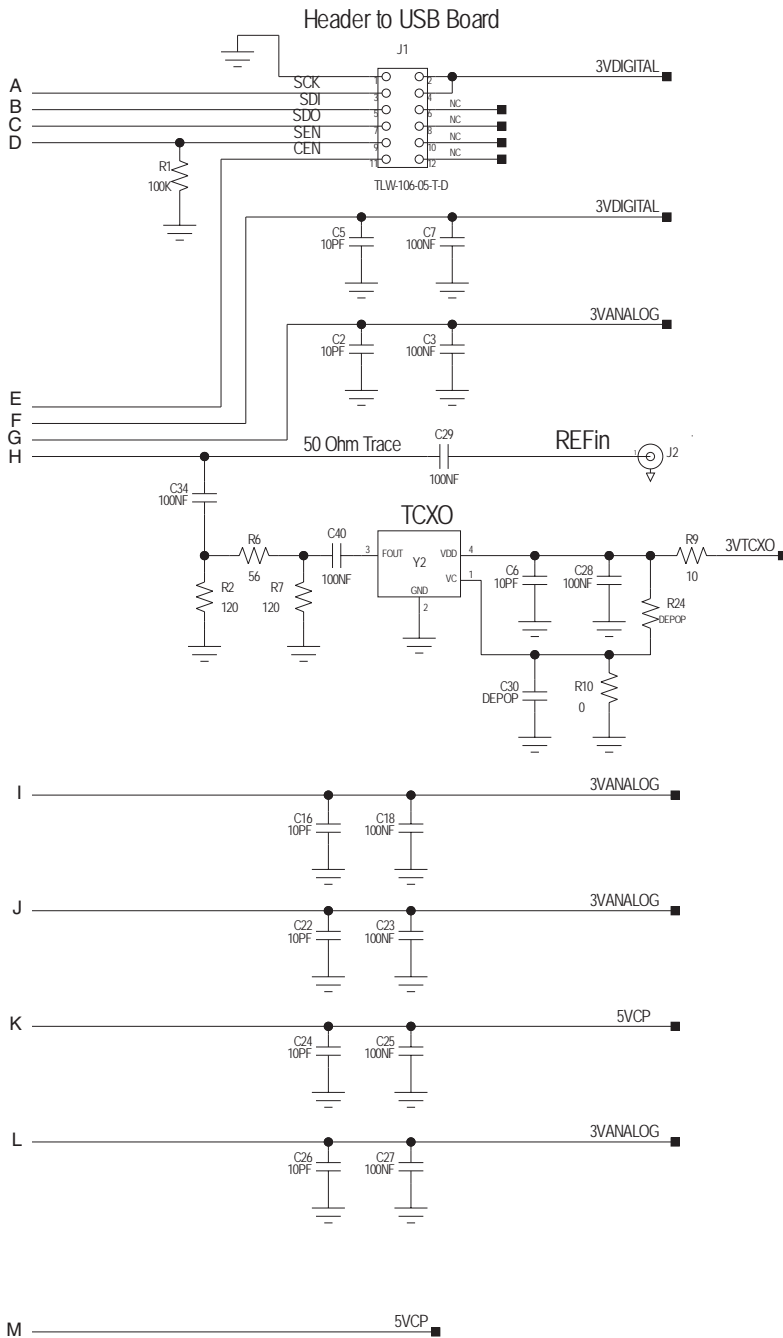 Header to USB Board
J1
3VDIGITAL
A SCK 1 2
B SDI 3 4 NC
C SDO 5 6 NC
D SEN 7 8 NC
CEN 9 10 NC
11 12
R1
100K
TLW-106-05-T-D
3VDIGITAL
C5 10PF C7 100NF
3VANALOG
C2 10PF C3 100NF
E
F
G
H 50 Ohm Trace C29 100NF REFin 1 J2
C34
100NF
TCXO
R6 56 C40 100NF 3 FOUT Y2 VDD 4 R9 10 3VTCXO
VC 1
GND
2
R2 120 R7 120
C6 10PF C28 100NF R24 DEPOP
C30 DEPOP R10 0
I 3VANALOG
C16 10PF C18 100NF
J 3VANALOG
C22 10PF C23 100NF
K 5VCP
C24 10PF C25 100NF
L 3VANALOG
C26 10PF C27 100NF
M 5VCP